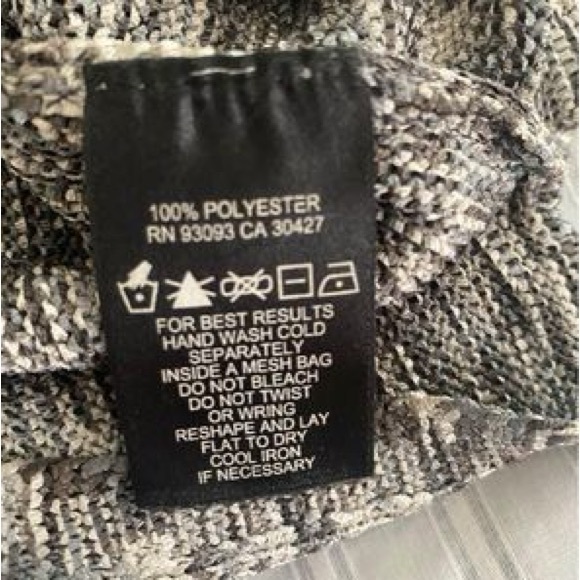 100% POLYESTER
RN 93093 CA 30427
FOR BEST RESULTS
HAND WASH COLD
SEPARATELY
INSIDE A MESH BAG
DO NOT BLEACH
DO NOT TWIST
OR WRING
RESHAPE AND LAY
FLAT TO DRY
COOL IRON
IF NECESSARY